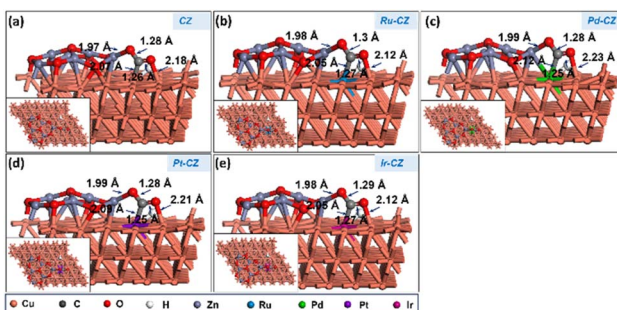 (a)
CZ
1.97 Å
1.28 Å
2.07 Å
1.26 Å
2.18 Å
(b)
Ru-CZ
1.98 Å
1.3 Å
2.05 Å
1.27 Å
2.12 Å
(c)
Pd-CZ
1.99 Å
1.28 Å
2.12 Å
1.25 Å
2.23 Å
(d)
Pt-CZ
1.99 Å
1.28 Å
2.09 Å
1.25 Å
2.21 Å
(e)
Ir-CZ
1.98 Å
1.29 Å
2.05 Å
1.27 Å
2.12 Å
Cu C O H Zn Ru Pd Pt Ir